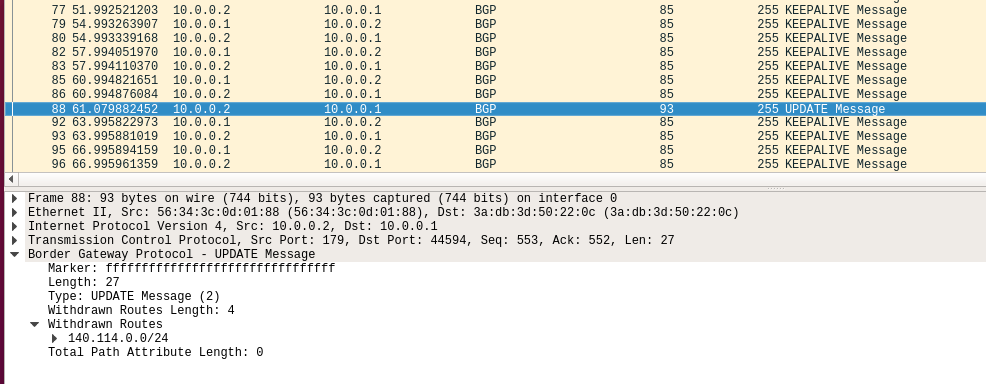 77 51.992521203 10.0.0.2 10.0.0.1 BGP 85 255 KEEPALIVE Message
79 54.993263907 10.0.0.1 10.0.0.2 BGP 85 255 KEEPALIVE Message
80 54.993339168 10.0.0.2 10.0.0.1 BGP 85 255 KEEPALIVE Message
82 57.994051970 10.0.0.1 10.0.0.2 BGP 85 255 KEEPALIVE Message
83 57.994110370 10.0.0.2 10.0.0.1 BGP 85 255 KEEPALIVE Message
85 60.994821651 10.0.0.1 10.0.0.2 BGP 85 255 KEEPALIVE Message
86 60.994876084 10.0.0.2 10.0.0.1 BGP 85 255 KEEPALIVE Message
88 61.079882452 10.0.0.2 10.0.0.1 BGP 93 255 UPDATE Message
92 63.995822973 10.0.0.1 10.0.0.2 BGP 85 255 KEEPALIVE Message
93 63.995881019 10.0.0.2 10.0.0.1 BGP 85 255 KEEPALIVE Message
95 66.995894159 10.0.0.1 10.0.0.2 BGP 85 255 KEEPALIVE Message
96 66.995961359 10.0.0.2 10.0.0.1 BGP 85 255 KEEPALIVE Message
Frame 88: 93 bytes on wire (744 bits), 93 bytes captured (744 bits) on interface 0
Ethernet II, Src: 56:34:3c:0d:01:88 (56:34:3c:0d:01:88), Dst: 3a:db:3d:50:22:0c (3a:db:3d:50:22:0c)
Internet Protocol Version 4, Src: 10.0.0.2, Dst: 10.0.0.1
Transmission Control Protocol, Src Port: 179, Dst Port: 44594, Seq: 553, Ack: 552, Len: 27
Border Gateway Protocol - UPDATE Message
Marker: ffffffffffffffffffffffffffffffff
Length: 27
Type: UPDATE Message (2)
Withdrawn Routes Length: 4
Withdrawn Routes
140.114.0.0/24
Total Path Attribute Length: 0